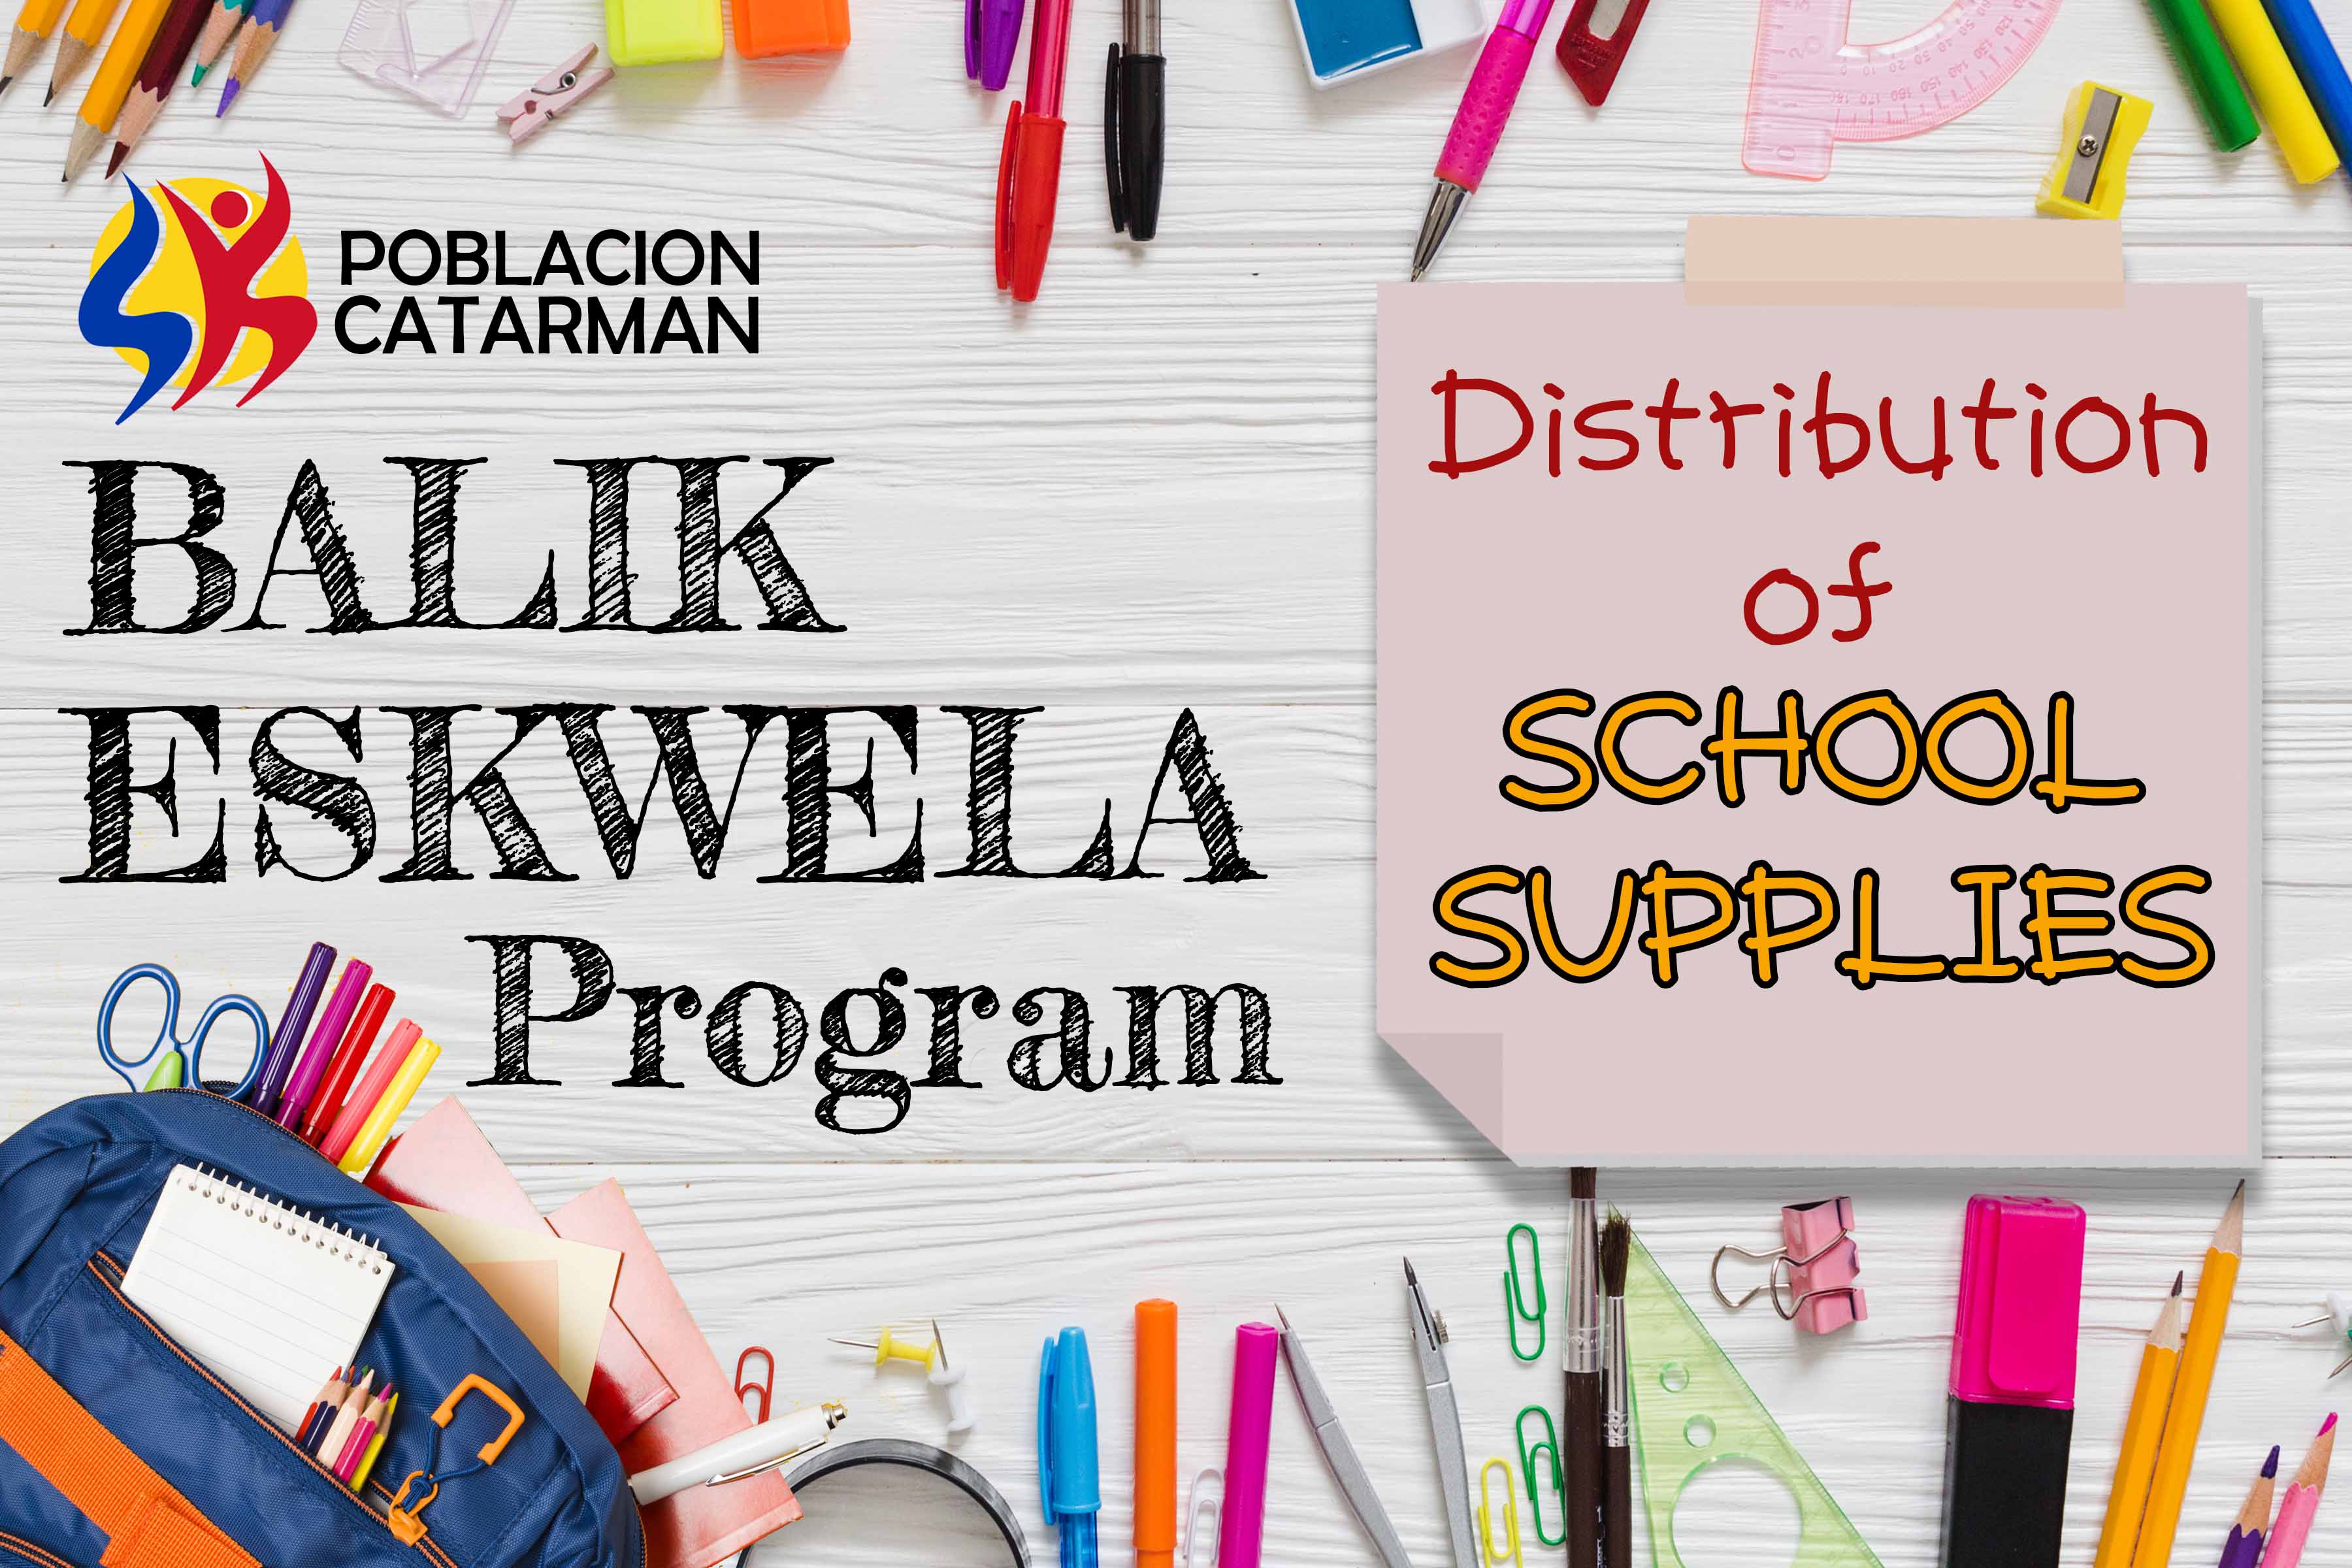 POBLACION
CATARMAN
BALIK
ESKWELA
Program
Distribution
of
SCHOOL
SUPPLIES